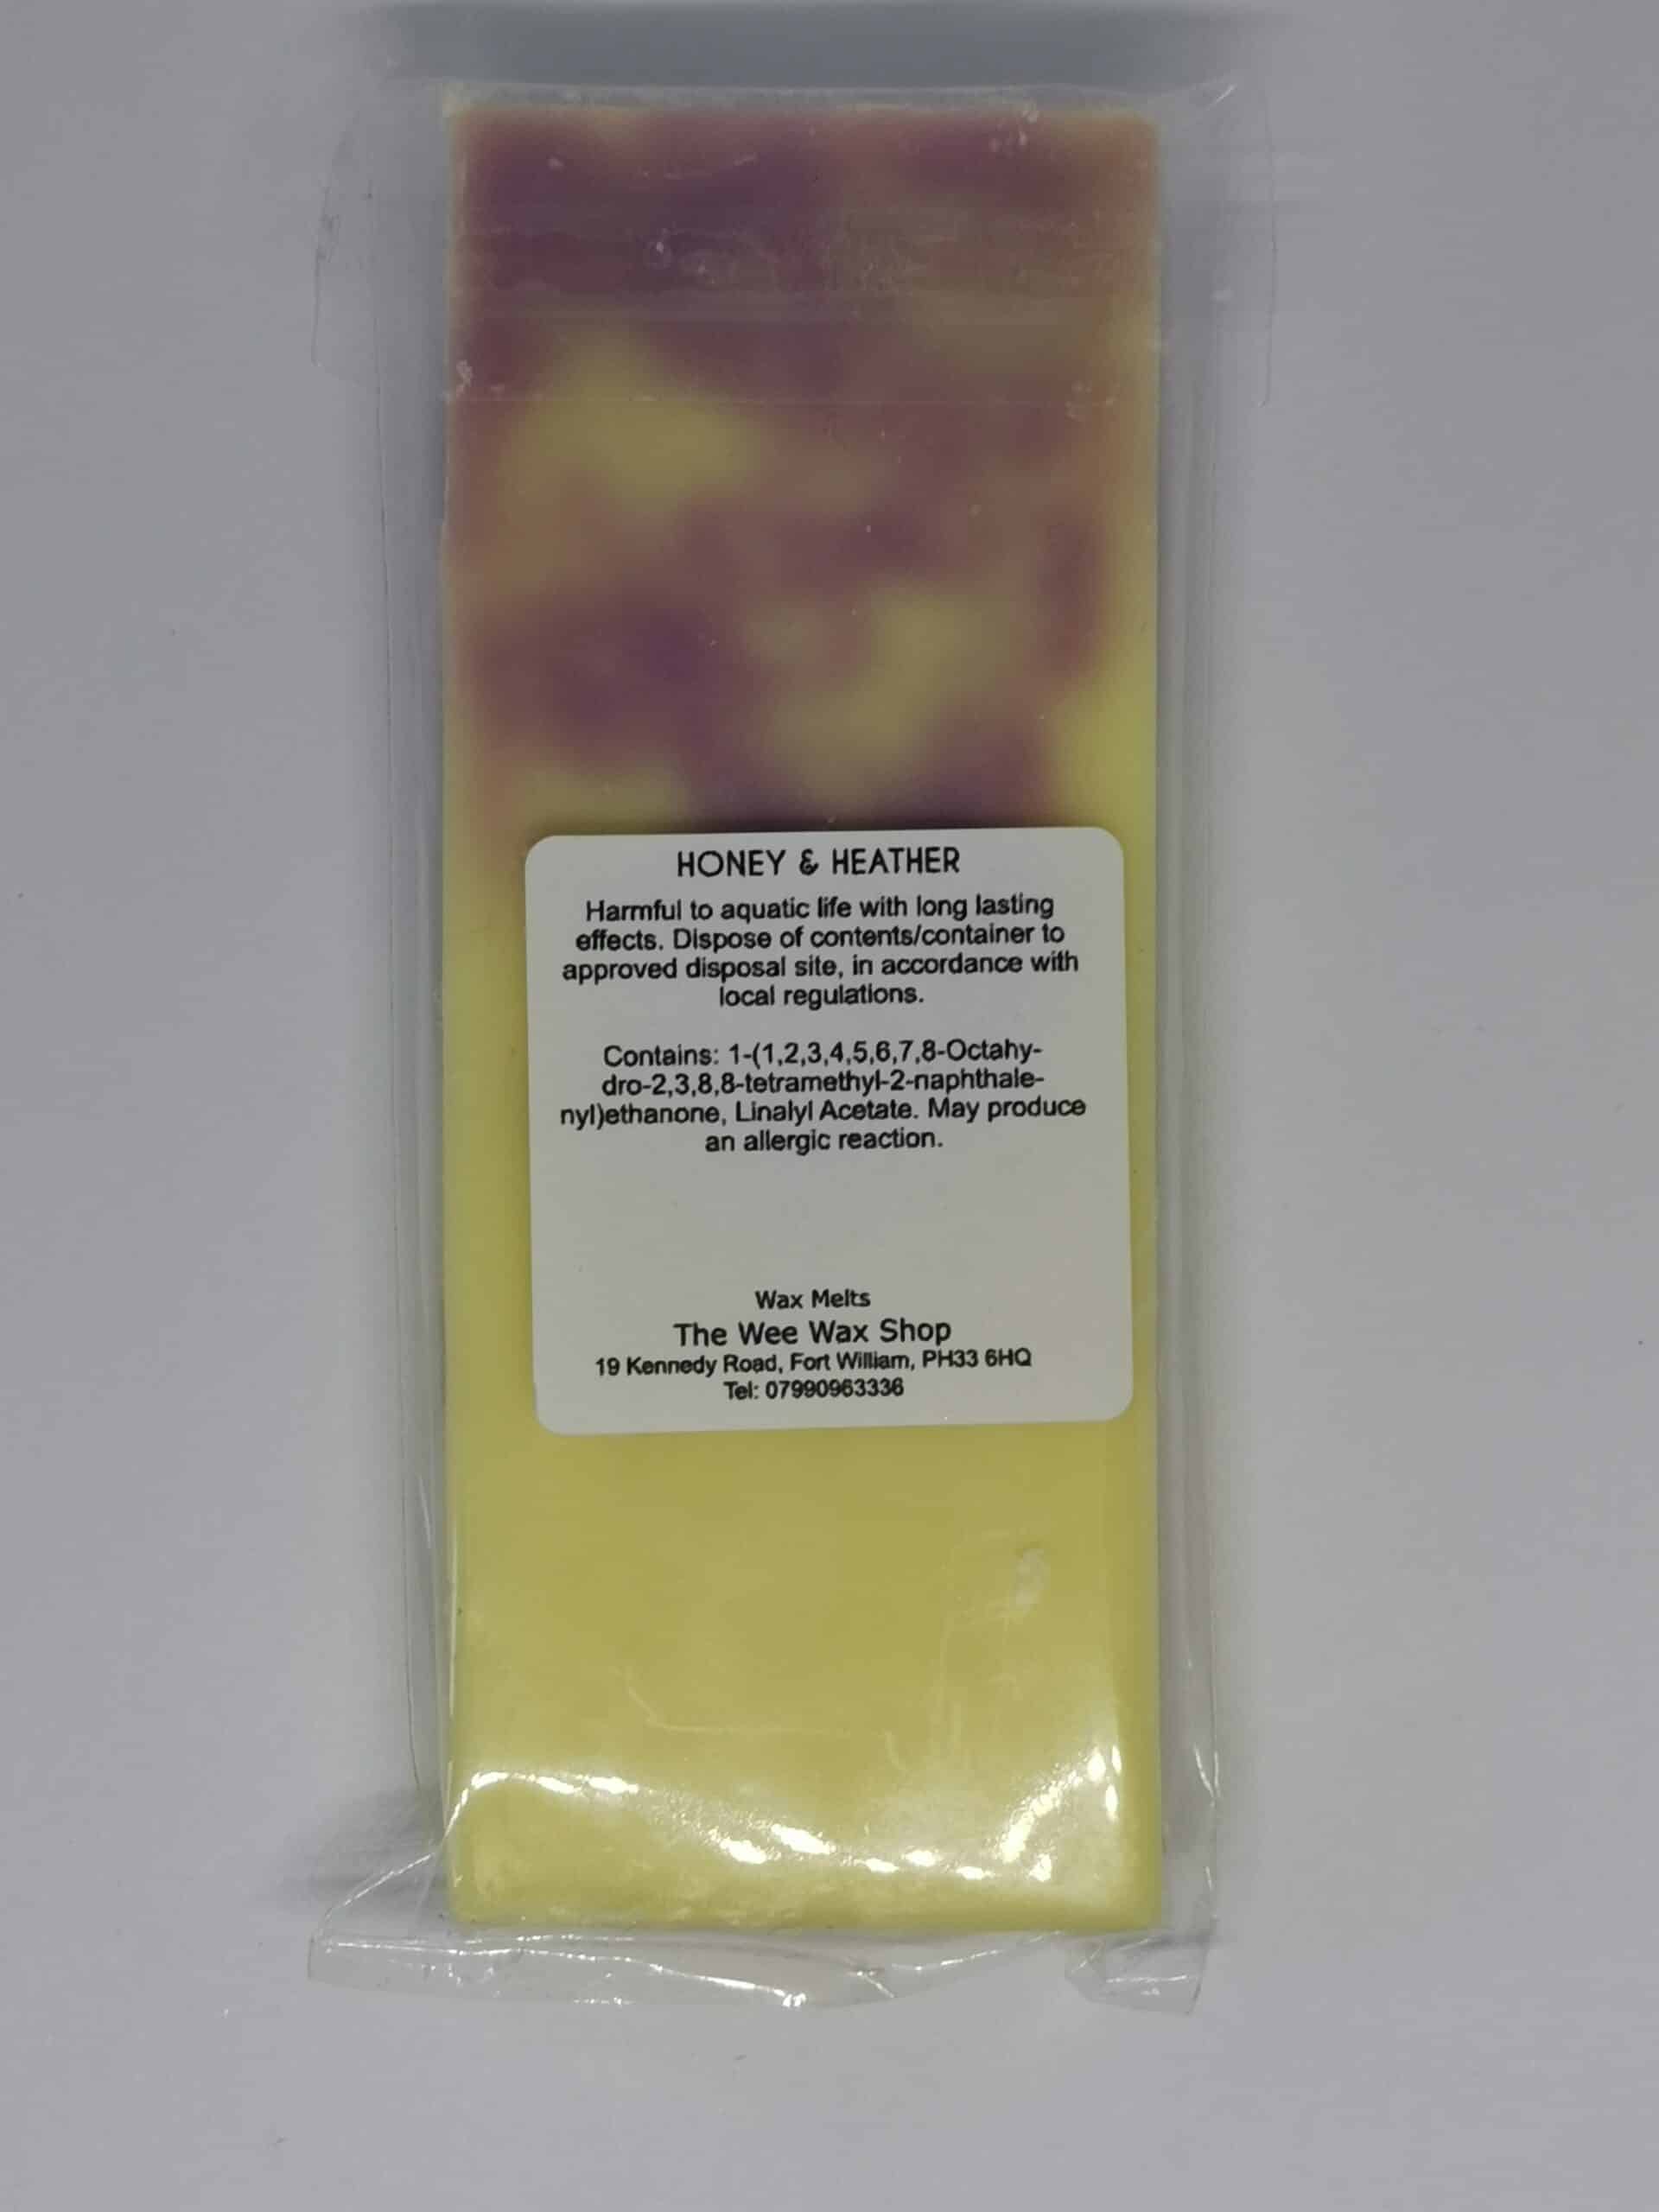 HONEY & HEATHER
Harmful to aquatic life with long lasting
effects. Dispose of contents/container to
approved disposal site, in accordance with
local regulations.
Contains: 1-(1,2,3,4,5,6,7,8-Octahy-
dro-2,3,8,8-tetramethyl-2-naphthale-
nyl)ethanone, Linalyl Acetate. May produce
an allergic reaction.
Wax Melts
The Wee Wax Shop
19 Kennedy Road, Fort William, PH33 6HQ
Tel: 07990963336